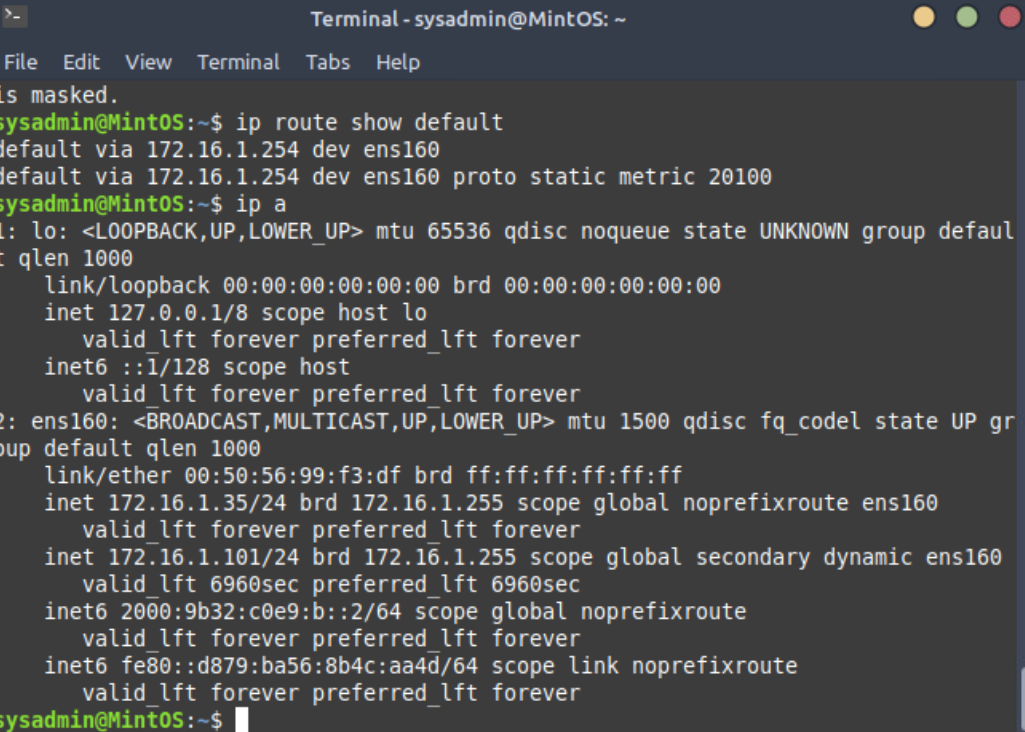 Terminal - sysadmin@MintOS: ~
File Edit View Terminal Tabs Help
is masked.
sysadmin@MintOS:~$ ip route show default
default via 172.16.1.254 dev ens160
default via 172.16.1.254 dev ens160 proto static metric 20100
sysadmin@MintOS:~$ ip a
1: lo: <LOOPBACK,UP,LOWER_UP> mtu 65536 qdisc noqueue state UNKNOWN group defaul
t qlen 1000
    link/loopback 00:00:00:00:00:00 brd 00:00:00:00:00:00
    inet 127.0.0.1/8 scope host lo
       valid_lft forever preferred_lft forever
    inet6 ::1/128 scope host
       valid_lft forever preferred_lft forever
2: ens160: <BROADCAST,MULTICAST,UP,LOWER_UP> mtu 1500 qdisc fq_codel state UP gr
oup default qlen 1000
    link/ether 00:50:56:99:f3:df brd ff:ff:ff:ff:ff:ff
    inet 172.16.1.35/24 brd 172.16.1.255 scope global noprefixroute ens160
       valid_lft forever preferred_lft forever
    inet 172.16.1.101/24 brd 172.16.1.255 scope global secondary dynamic ens160
       valid_lft 6960sec preferred_lft 6960sec
    inet6 2000:9b32:c0e9:b::2/64 scope global noprefixroute
       valid_lft forever preferred_lft forever
    inet6 fe80::d879:ba56:8b4c:aa4d/64 scope link noprefixroute
       valid_lft forever preferred_lft forever
sysadmin@MintOS:~$